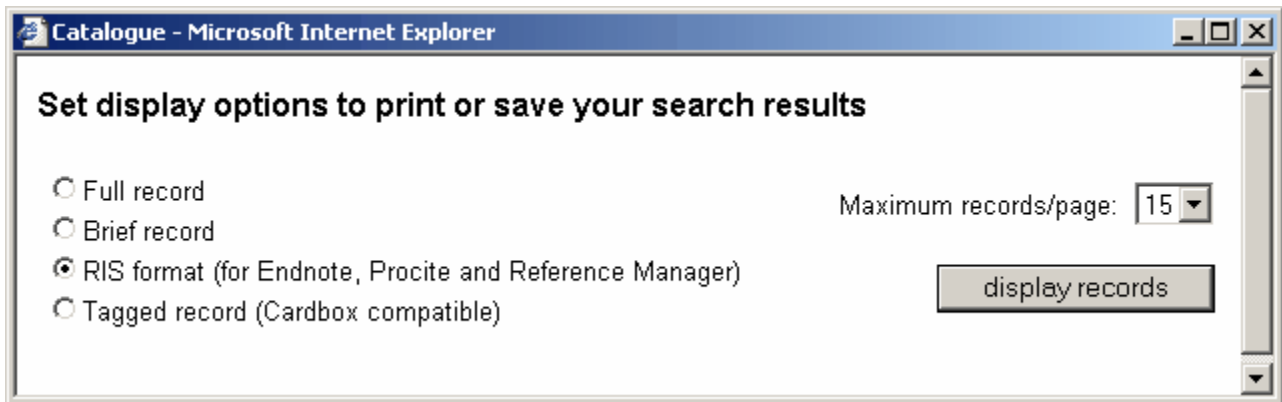 Catalogue - Microsoft Internet Explorer
Set display options to print or save your search results
Full record
Brief record
RIS format (for Endnote, Procite and Reference Manager)
Tagged record (Cardbox compatible)
Maximum records/page: 15
display records